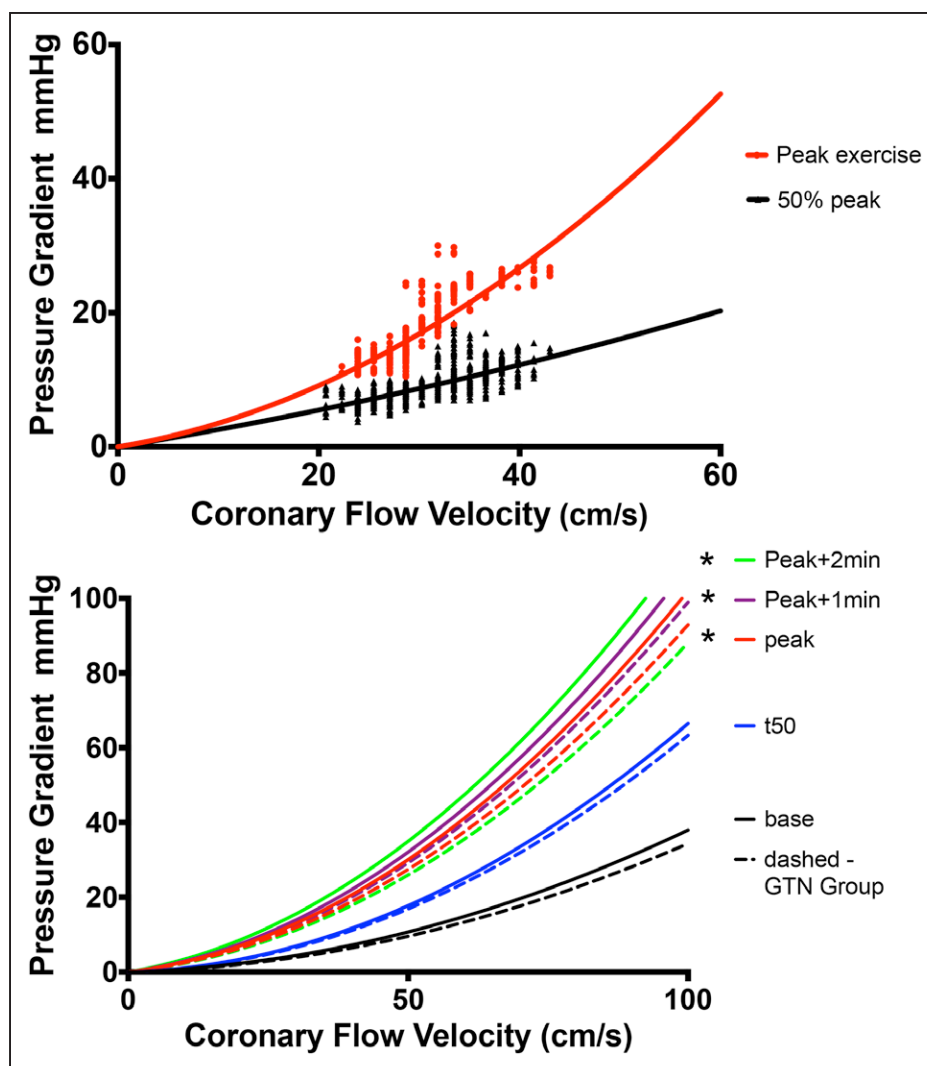 60
40
20
0
0
20
40
60
Pressure Gradient mmHg
Coronary Flow Velocity (cm/s)
Peak exercise
50% peak
100
80
60
40
20
0
0
50
100
Pressure Gradient mmHg
Coronary Flow Velocity (cm/s)
* Peak+2min
* Peak+1min
* peak
t50
base
dashed -
GTN Group